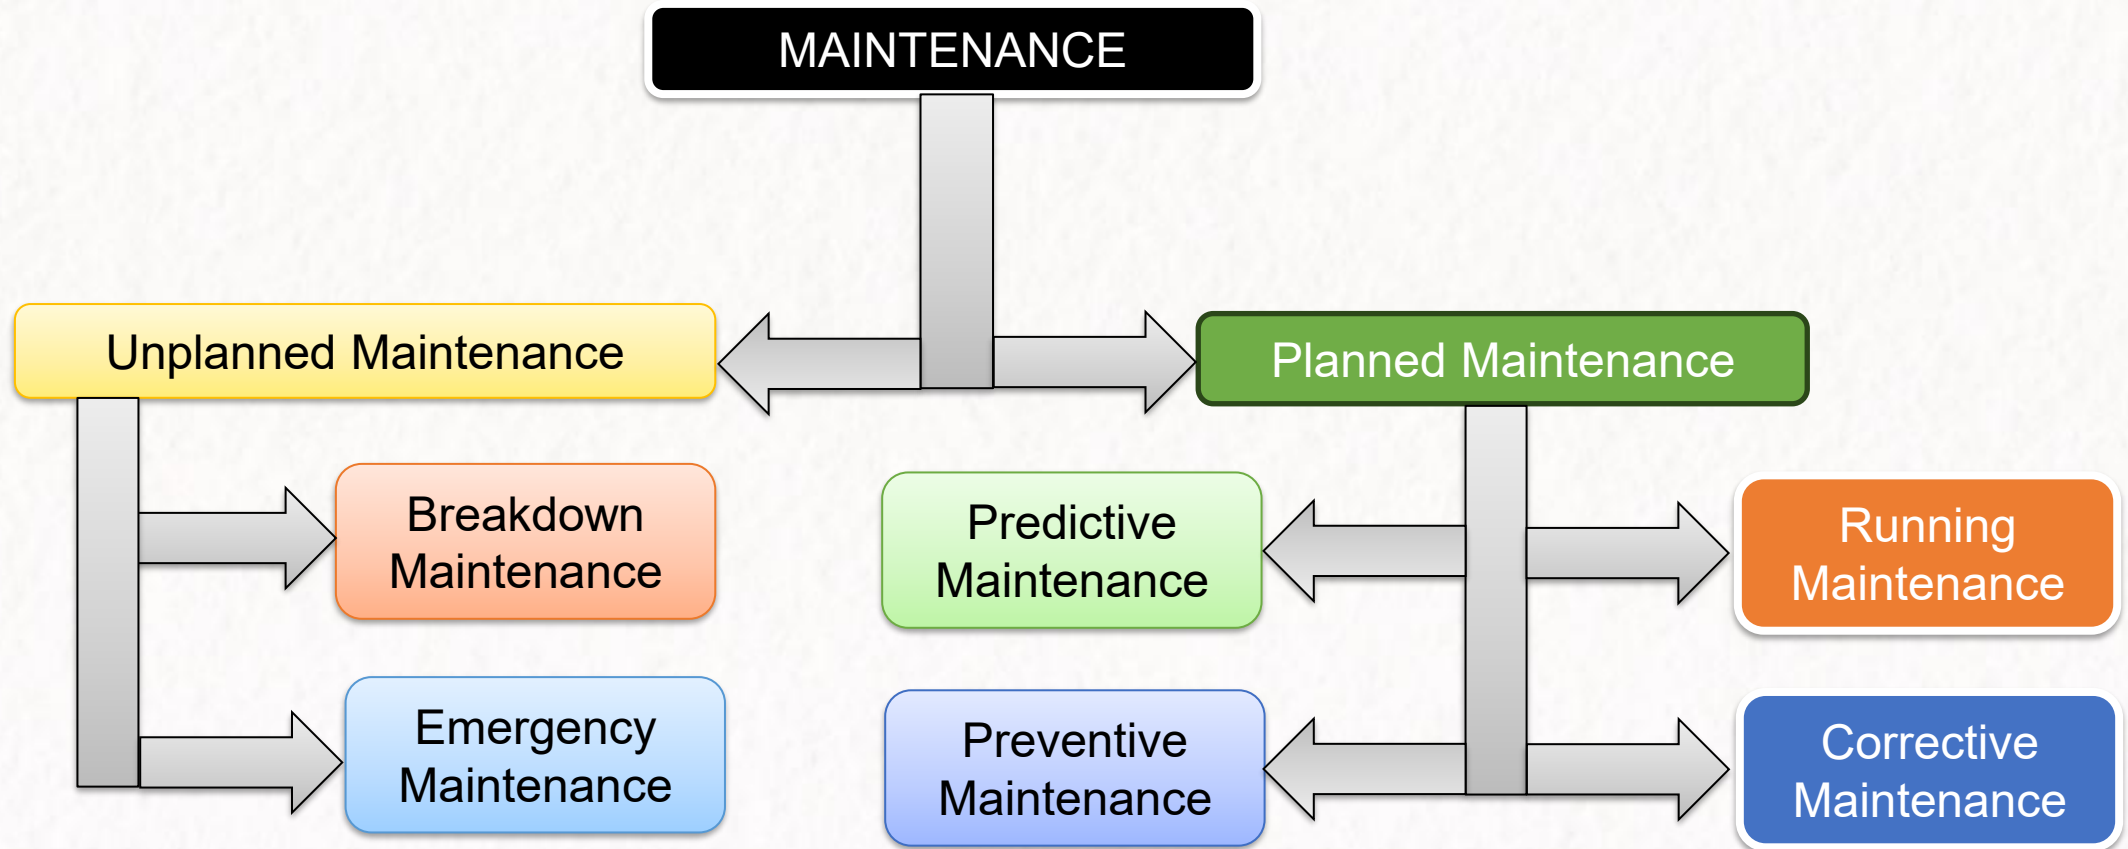 MAINTENANCE
Unplanned Maintenance
Planned Maintenance
Breakdown
Maintenance
Predictive
Maintenance
Running
Maintenance
Emergency
Maintenance
Preventive
Maintenance
Corrective
Maintenance